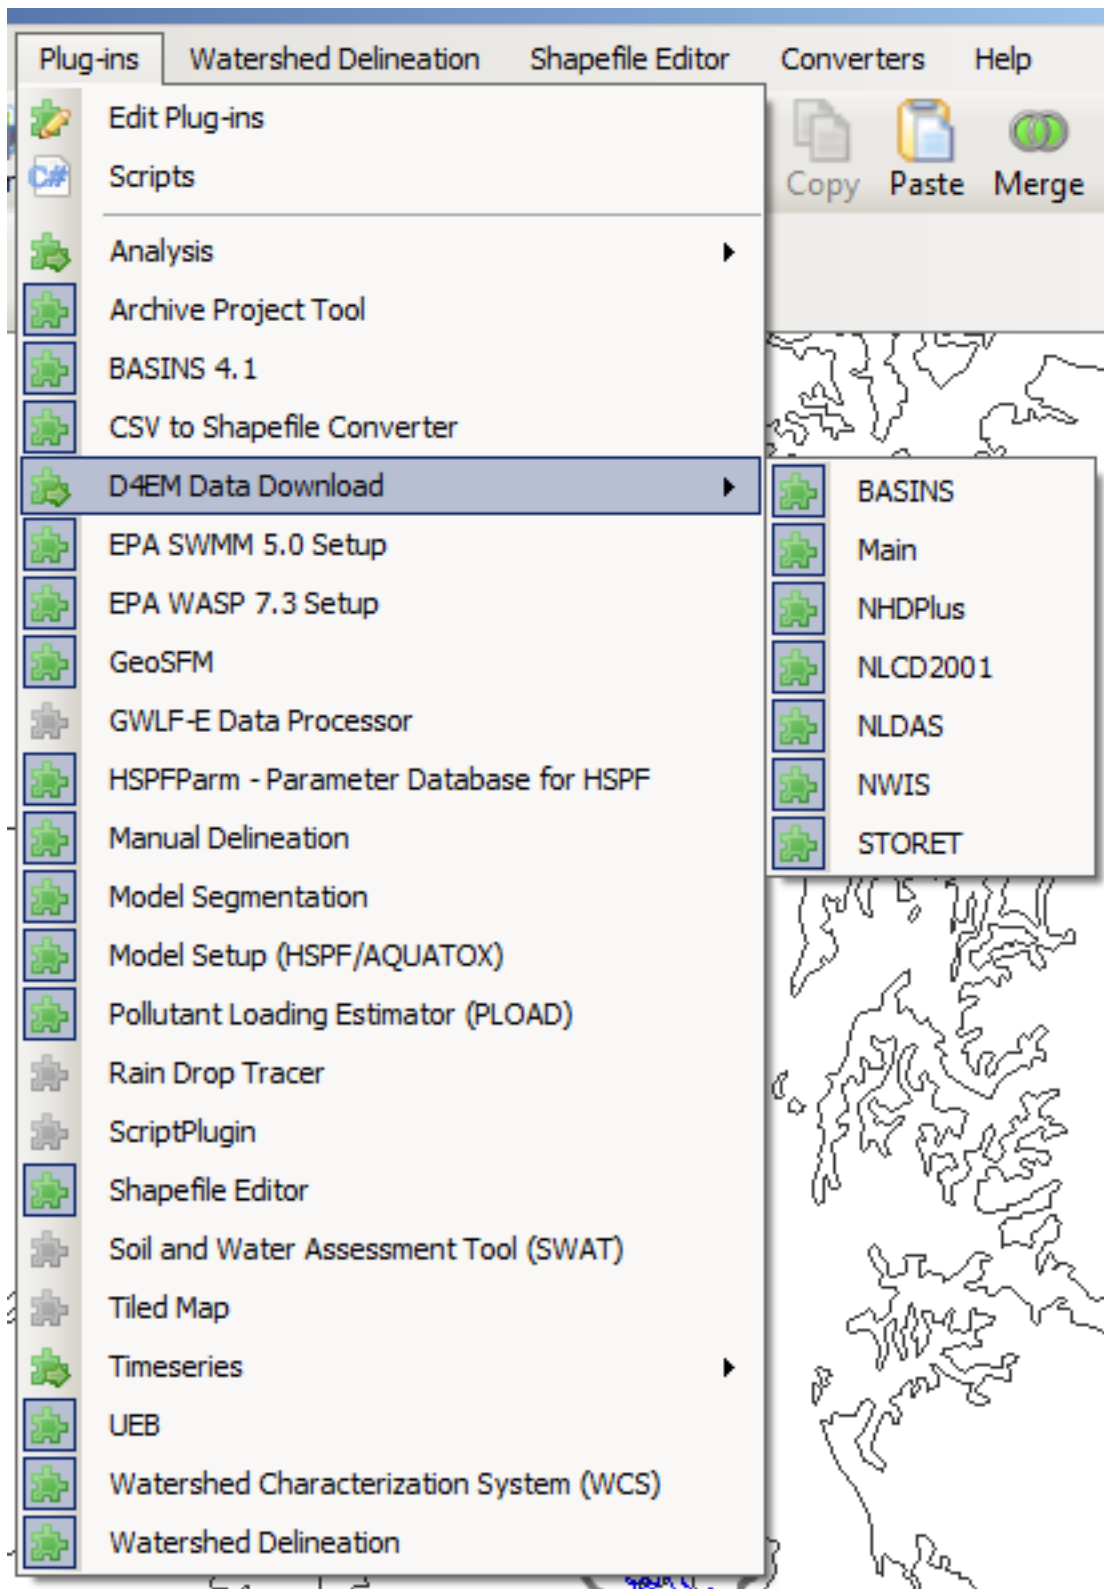 Plug-ins Watershed Delineation Shapefile Editor Converters Help
Edit Plug-ins
C# Scripts
Copy Paste Merge
Analysis
Archive Project Tool
BASINS 4.1
CSV to Shapefile Converter
D4EM Data Download
EPA SWMM 5.0 Setup
EPA WASP 7.3 Setup
GeoSFM
GWLF-E Data Processor
HSPFParm - Parameter Database for HSPF
Manual Delineation
Model Segmentation
Model Setup (HSPF/AQUATOX)
Pollutant Loading Estimator (PLOAD)
Rain Drop Tracer
ScriptPlugin
Shapefile Editor
Soil and Water Assessment Tool (SWAT)
Tiled Map
Timeseries
UEB
Watershed Characterization System (WCS)
Watershed Delineation
BASINS
Main
NHDPlus
NLCD2001
NLDAS
NWIS
STORET